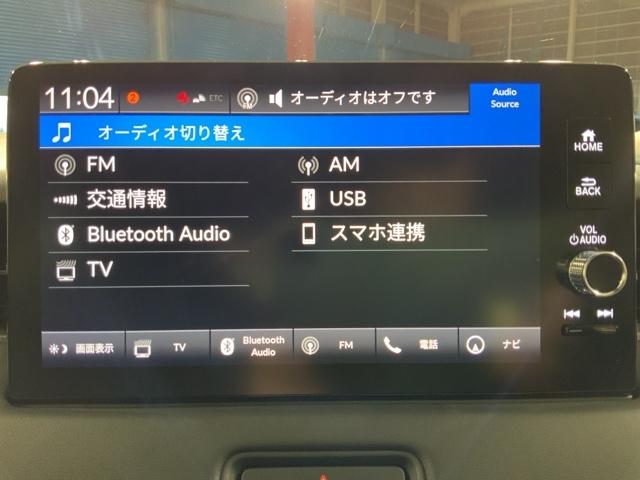 11:04 2 ETC FM オーディオはオフです Audio Source
オーディオ切り替え
FM AM
交通情報 USB
Bluetooth Audio スマホ連携
TV
画面表示 TV Bluetooth Audio FM 電話 ナビ
HOME
BACK
VOL
AUDIO